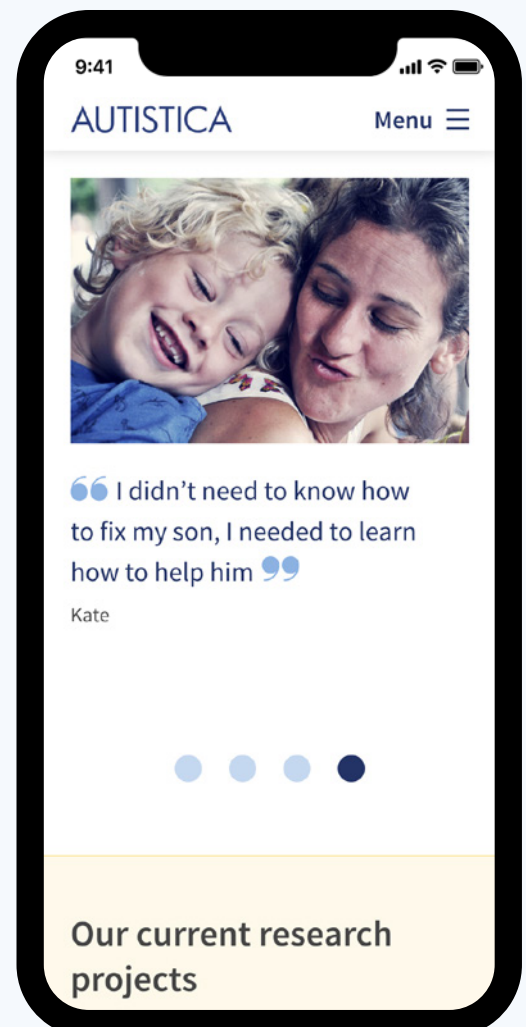 9:41
AUTISTICA
Menu
“ I didn’t need to know how
to fix my son, I needed to learn
how to help him ”
Kate
Our current research
projects